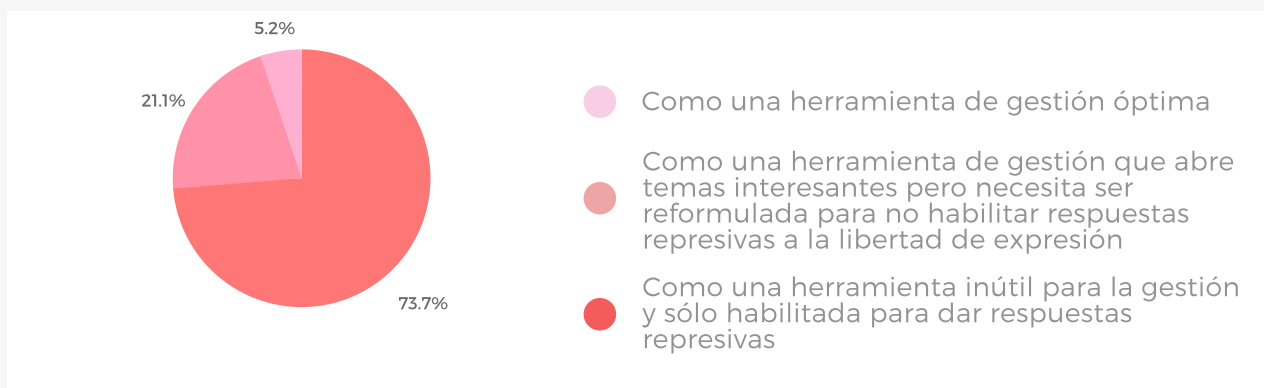 5.2%
21.1%
73.7%
Como una herramienta de gestión óptima
Como una herramienta de gestión que abre
temas interesantes pero necesita ser
reformulada para no habilitar respuestas
represivas a la libertad de expresión
Como una herramienta inútil para la gestión
y sólo habilitada para dar respuestas
represivas